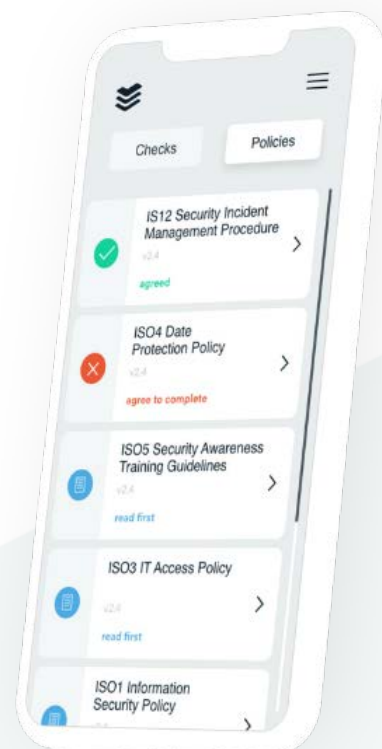 Checks
Policies
IS12 Security Incident
Management Procedure
v2,4
agreed
ISO4 Date
Protection Policy
v2,4
agree to complete
ISO5 Security Awareness
Training Guidelines
v2,4
read first
ISO3 IT Access Policy
v2,4
read first
ISO1 Information
Security Policy